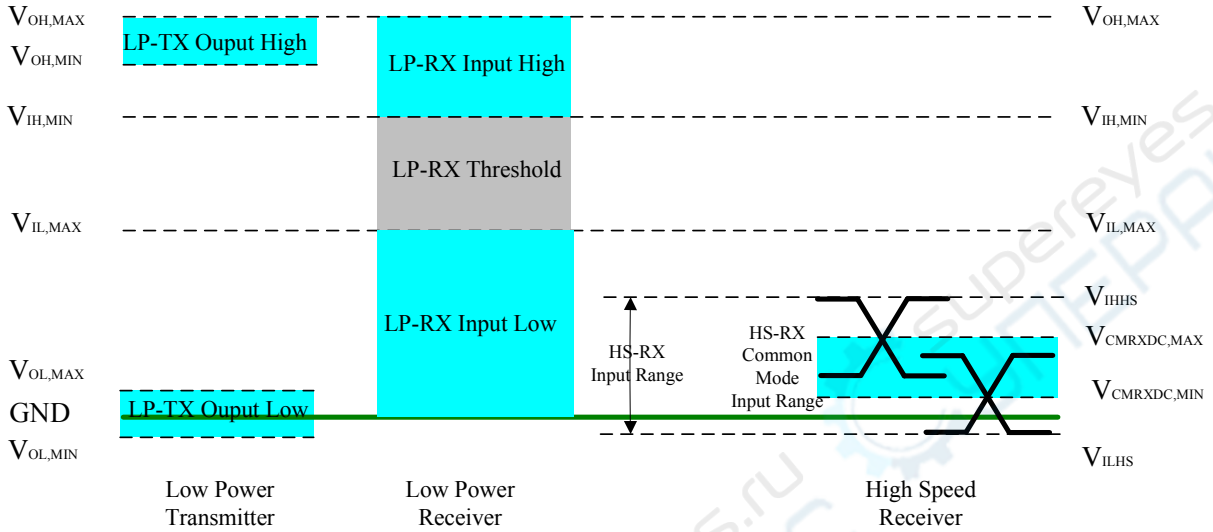 VOH,MAX
LP-TX Ouput High
VOH,MIN
LP-RX Input High
VOH,MAX
VIH,MIN
VIH,MIN
LP-RX Threshold
VIL,MAX
VIL,MAX
LP-RX Input Low
VIHHS
HS-RX
Input Range
HS-RX
Common
Mode
Input Range
VCMRXDC,MAX
VCMRXDC,MIN
VOL,MAX
GND
LP-TX Ouput Low
VOL,MIN
VILHS
Low Power
Transmitter
Low Power
Receiver
High Speed
Receiver
supereyes
s.ru